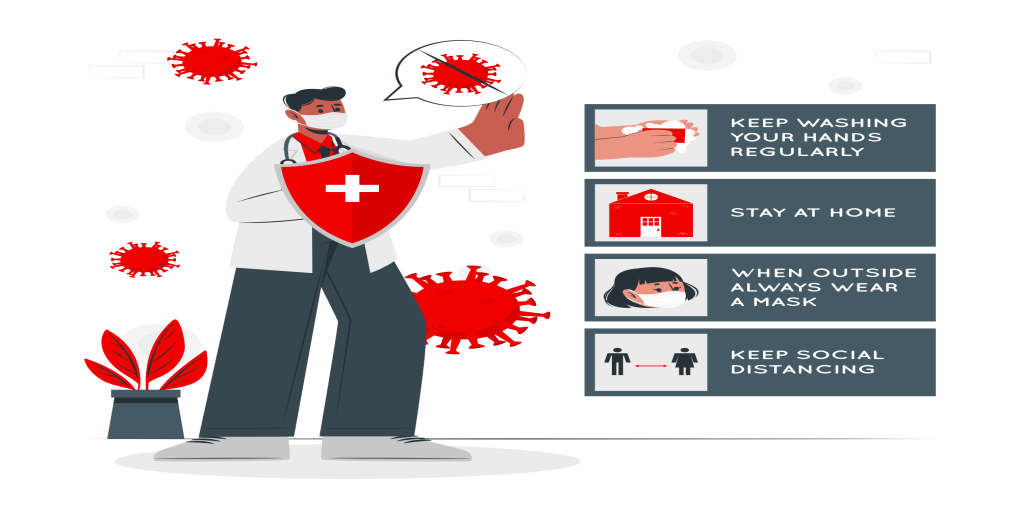 KEEP WASHING
YOUR HANDS
REGULARLY
STAY AT HOME
WHEN OUTSIDE
ALWAYS WEAR
A MASK
KEEP SOCIAL
DISTANCING